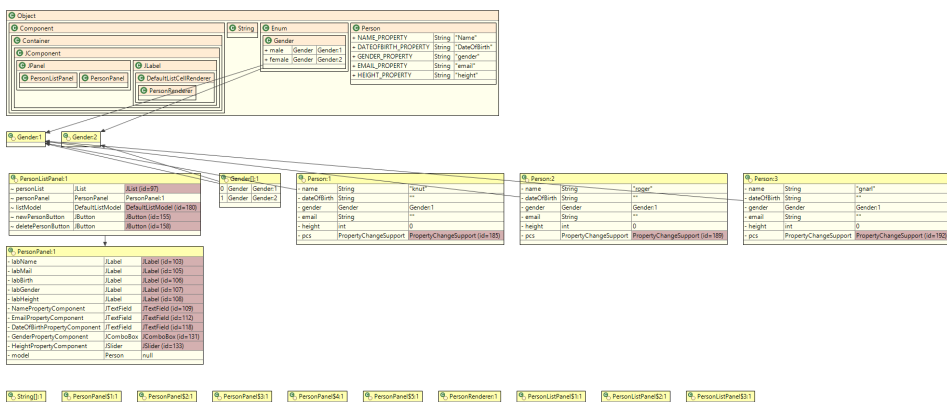 Object
Component
Container
JComponent
JPanel
PersonListPanel
PersonPanel
JLabel
DefaultListCellRenderer
PersonRenderer
String
Enum
Gender
+ male Gender Gender:1
+ female Gender Gender:2
Person
+ NAME_PROPERTY String "Name"
+ DATEOFBIRTH_PROPERTY String "DateOfBirth"
+ GENDER_PROPERTY String "gender"
+ EMAIL_PROPERTY String "email"
+ HEIGHT_PROPERTY String "height"
Gender:1
Gender:2
PersonListPanel:1
~ personList JList JList (id=97)
~ personPanel PersonPanel PersonPanel:1
~ listModel DefaultListModel DefaultListModel (id=180)
~ newPersonButton JButton JButton (id=155)
~ deletePersonButton JButton JButton (id=158)
Gender[]:1
0 Gender Gender:1
1 Gender Gender:2
Person:1
- name String "knut"
- dateOfBirth String ""
- gender Gender Gender:1
- email String ""
- height int 0
- pcs PropertyChangeSupport PropertyChangeSupport (id=185)
Person:2
- name String "roger"
- dateOfBirth String ""
- gender Gender Gender:1
- email String ""
- height int 0
- pcs PropertyChangeSupport PropertyChangeSupport (id=189)
Person:3
- name String "gnarl"
- dateOfBirth String ""
- gender Gender Gender:1
- email String ""
- height int 0
- pcs PropertyChangeSupport PropertyChangeSupport (id=192)
PersonPanel:1
- labName JLabel JLabel (id=103)
- labMail JLabel JLabel (id=105)
- labBirth JLabel JLabel (id=106)
- labGender JLabel JLabel (id=107)
- labHeight JLabel JLabel (id=108)
- NamePropertyComponent JTextField JTextField (id=109)
- EmailPropertyComponent JTextField JTextField (id=112)
- DateOfBirthPropertyComponent JTextField JTextField (id=118)
- GenderPropertyComponent JComboBox JComboBox (id=131)
- HeightPropertyComponent JSlider JSlider (id=133)
- model Person null
String[]:1
PersonPanel$1:1
PersonPanel$2:1
PersonPanel$3:1
PersonPanel$4:1
PersonPanel$5:1
PersonRenderer:1
PersonListPanel$1:1
PersonListPanel$2:1
PersonListPanel$3:1